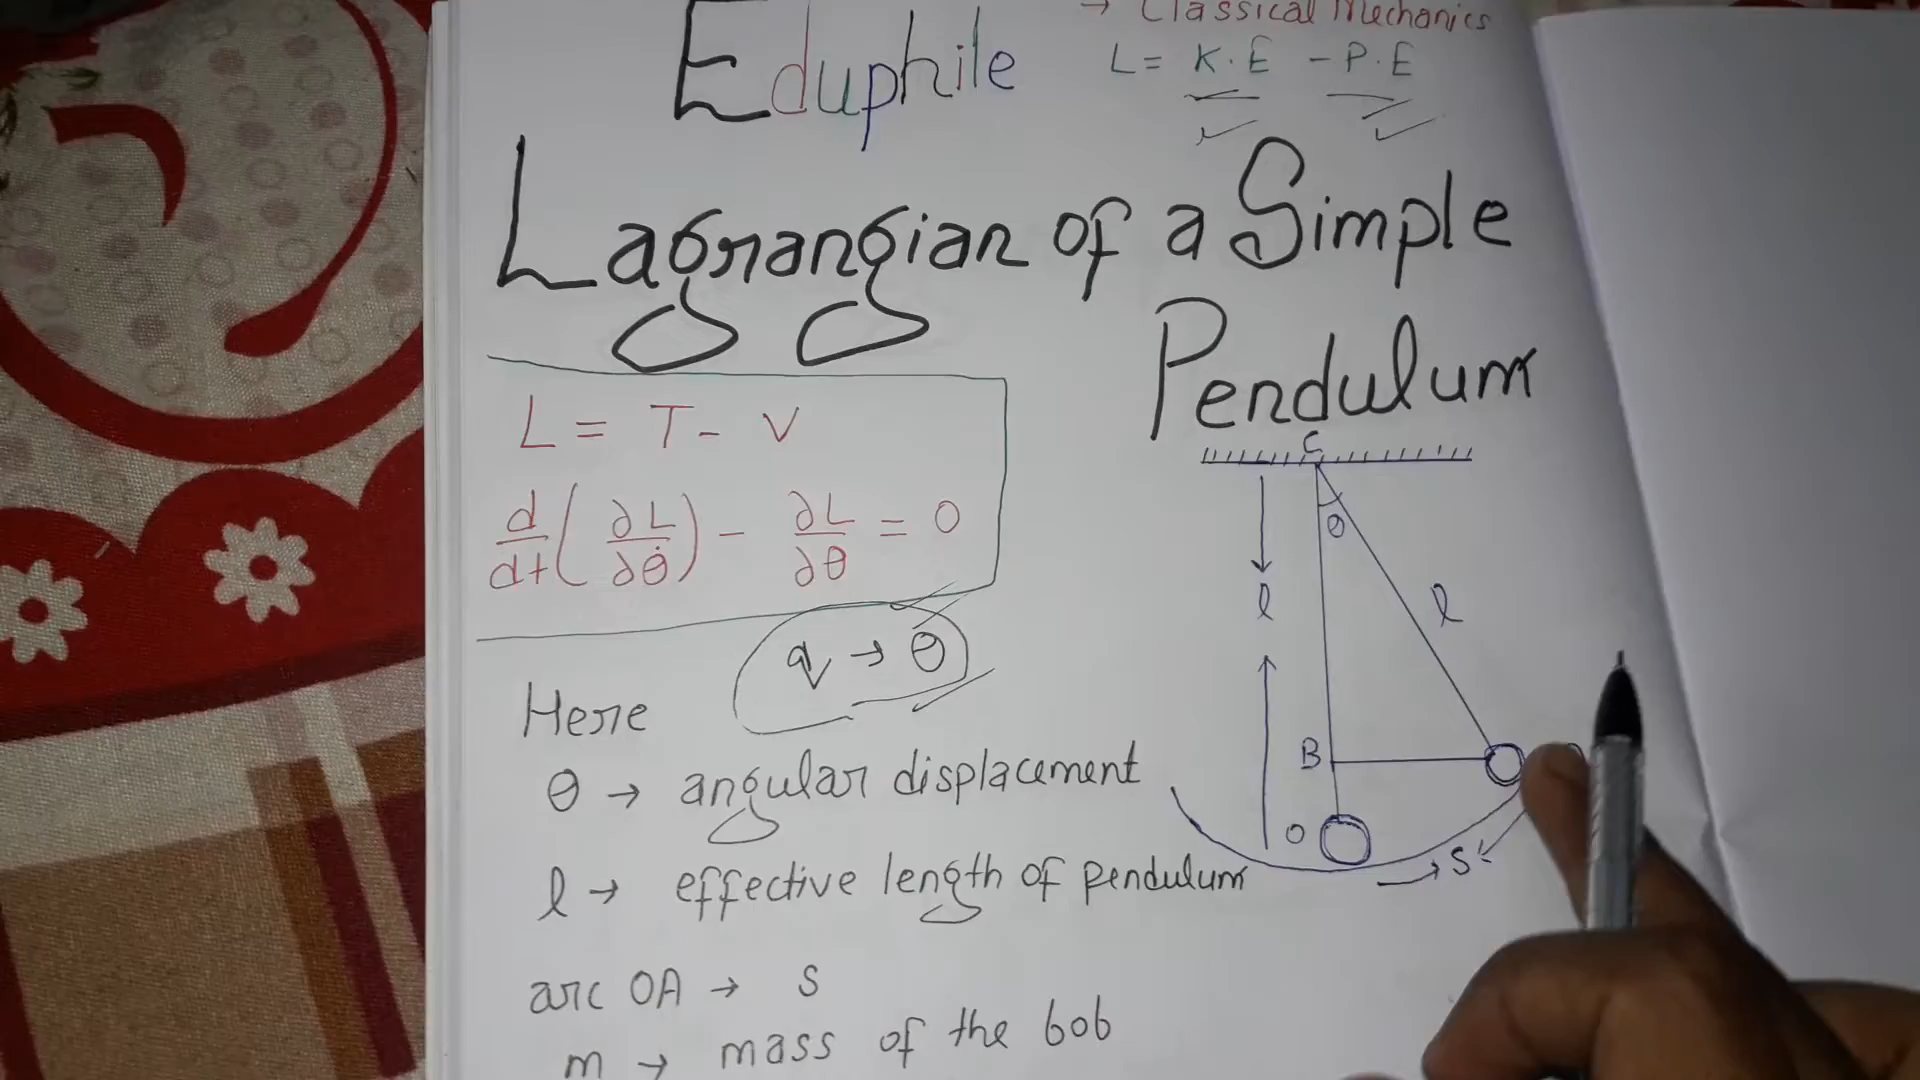 Eduphile
→ Classical Mechanics
L = K.E - P.E
Lagrangian of a Simple
Pendulum
L = T - V
d/dt(∂L/∂θ̇) - ∂L/∂θ = 0
q → θ
Here
θ → angular displacement
l → effective length of pendulum
arc OA → S
m → mass of the bob
C
θ
l
l
B
O
→ S